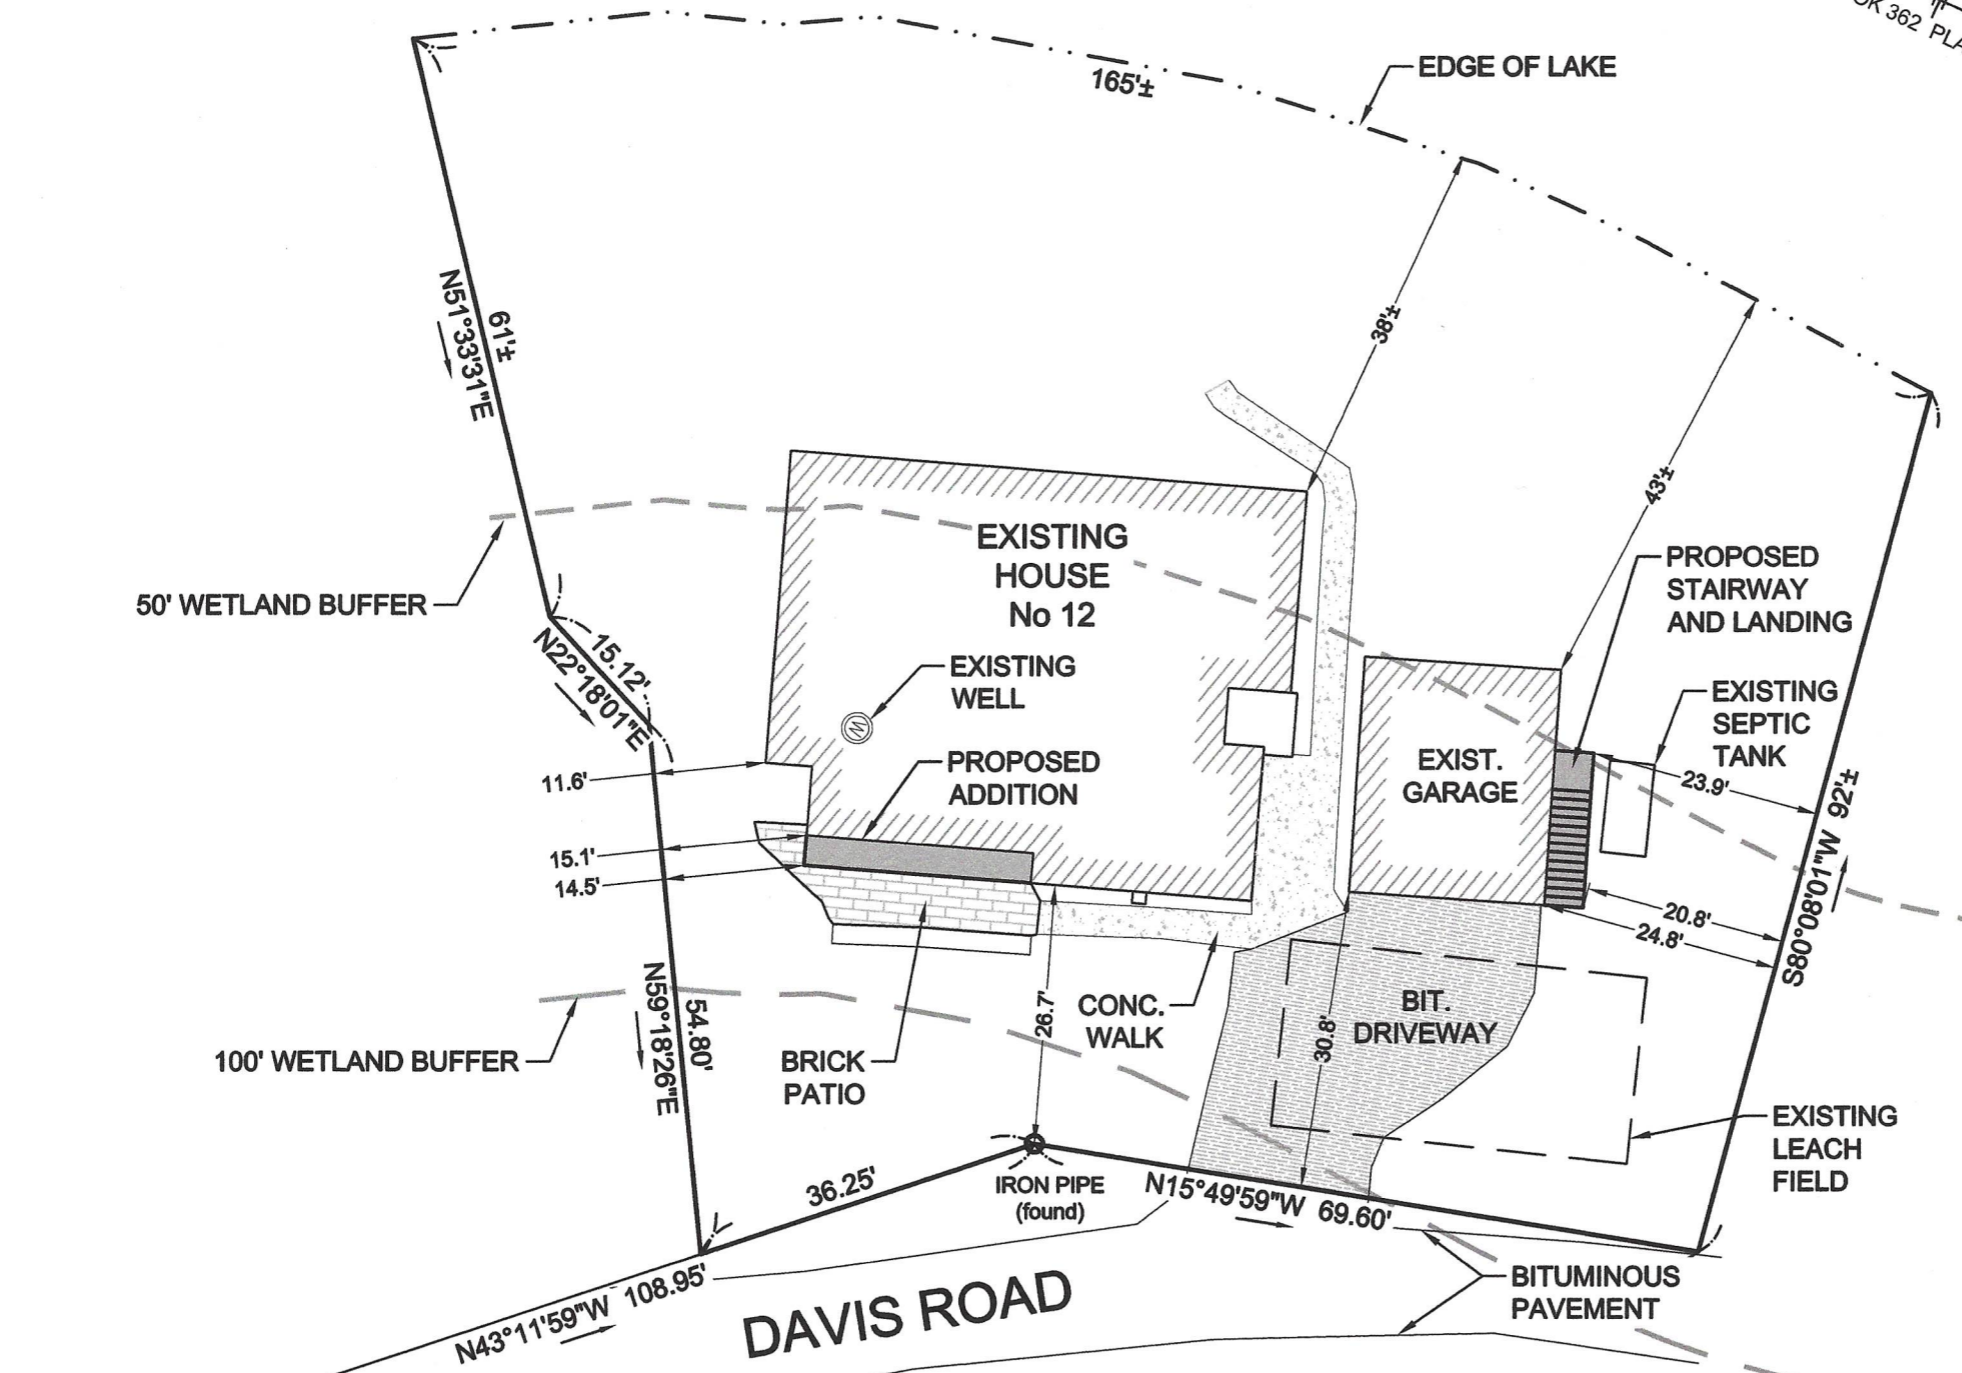 OK 362 PLA
EDGE OF LAKE
165'±
N51°33'31"E
61'±
38'±
43'±
EXISTING
HOUSE
No 12
PROPOSED
STAIRWAY
AND LANDING
50' WETLAND BUFFER
15.12'
N22°18'01"E
EXISTING
WELL
W
EXISTING
SEPTIC
TANK
PROPOSED
ADDITION
EXIST.
GARAGE
11.6'
23.9'
15.1'
14.5'
20.8'
24.8'
S80°08'01"W 92'±
N59°18'26"E
54.80'
26.7'
CONC.
WALK
30.8'
BIT.
DRIVEWAY
100' WETLAND BUFFER
BRICK
PATIO
EXISTING
LEACH
FIELD
36.25'
IRON PIPE
(found)
N15°49'59"W 69.60'
N43°11'59"W 108.95'
DAVIS ROAD
BITUMINOUS
PAVEMENT